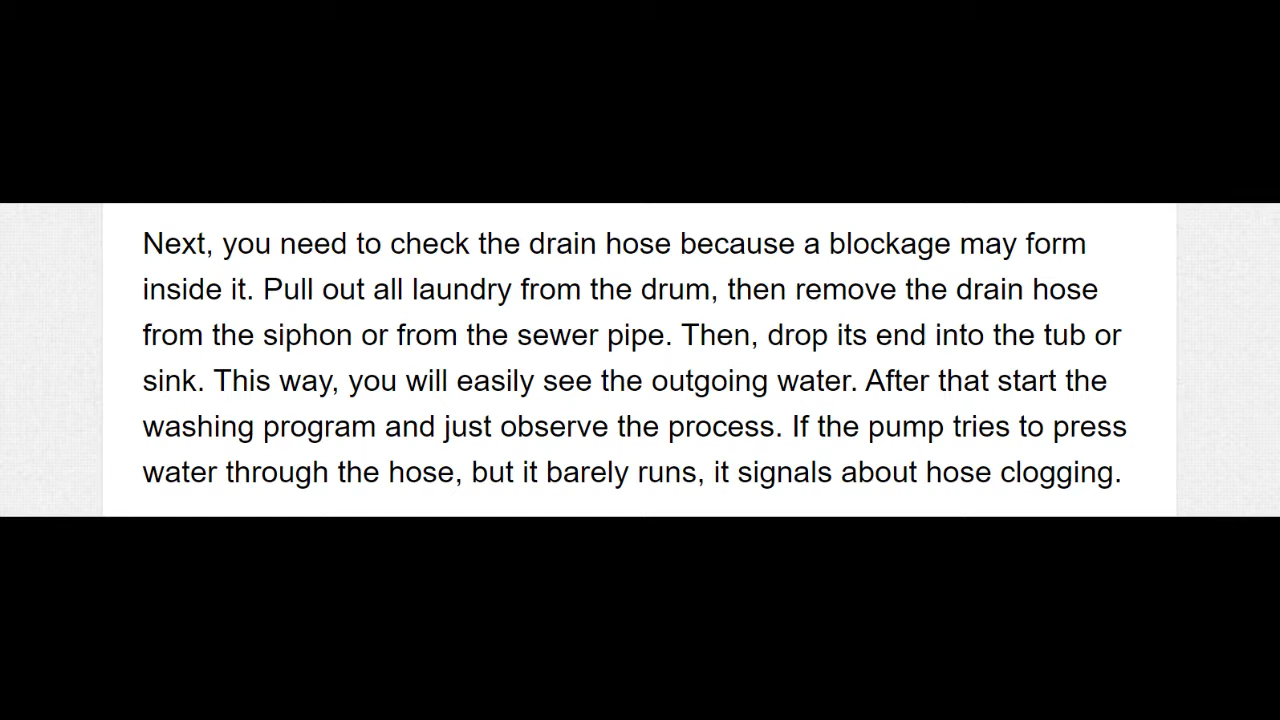 Next, you need to check the drain hose because a blockage may form
inside it. Pull out all laundry from the drum, then remove the drain hose
from the siphon or from the sewer pipe. Then, drop its end into the tub or
sink. This way, you will easily see the outgoing water. After that start the
washing program and just observe the process. If the pump tries to press
water through the hose, but it barely runs, it signals about hose clogging.